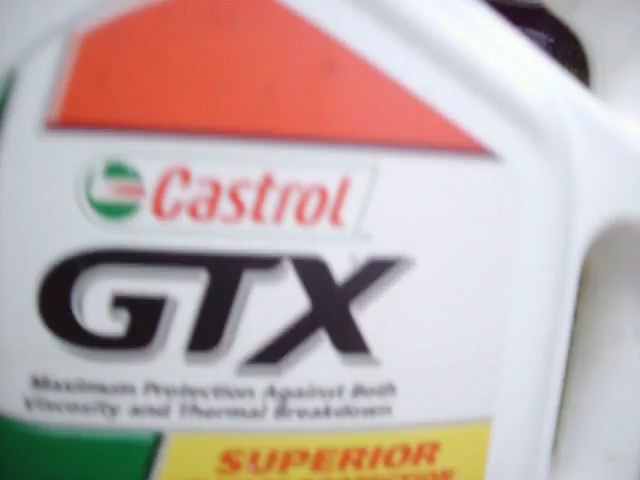 Castrol
GTX
Maximum Protection Against Both
Viscosity and Thermal Breakdown
SUPERIOR